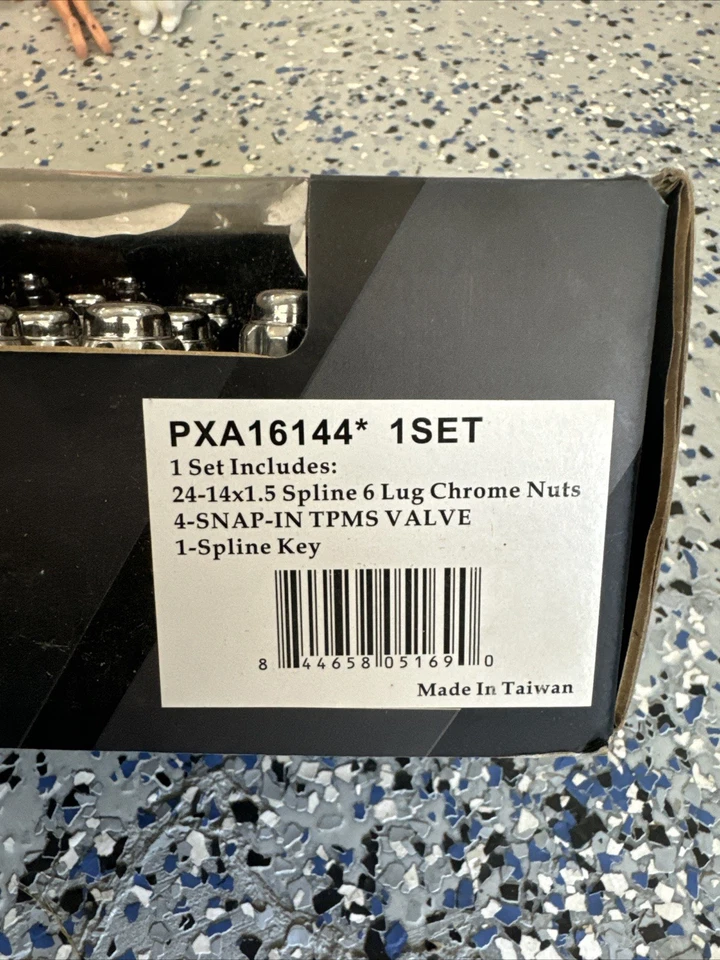 PXA16144* 1SET
1 Set Includes:
24-14x1.5 Spline 6 Lug Chrome Nuts
4-SNAP-IN TPMS VALVE
1-Spline Key
8 44658 05169 0
Made In Taiwan